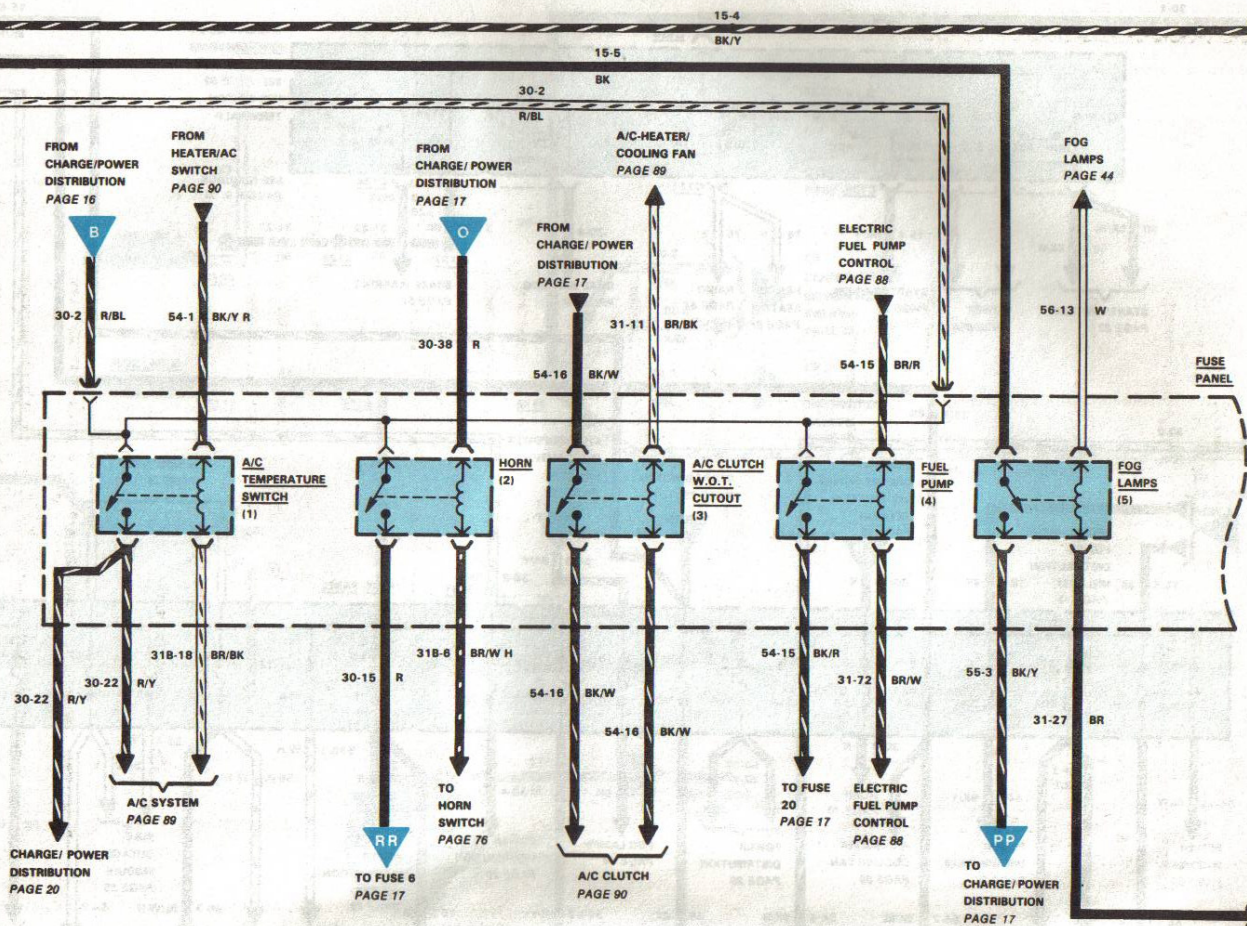 15-4
BK/Y
15-5
BK
30-2
R/BL
FROM
CHARGE/POWER
DISTRIBUTION
PAGE 16
B
FROM
HEATER/AC
SWITCH
PAGE 90
FROM
CHARGE/ POWER
DISTRIBUTION
PAGE 17
O
FROM
CHARGE/ POWER
DISTRIBUTION
PAGE 17
A/C-HEATER/
COOLING FAN
PAGE 89
ELECTRIC
FUEL PUMP
CONTROL
PAGE 88
FOG
LAMPS
PAGE 44
30-2 R/BL
54-1 BK/Y R
30-38 R
54-16 BK/W
31-11 BR/BK
54-15 BR/R
56-13 W
FUSE
PANEL
A/C
TEMPERATURE
SWITCH
(1)
HORN
(2)
A/C CLUTCH
W.O.T.
CUTOUT
(3)
FUEL
PUMP
(4)
FOG
LAMPS
(5)
30-22 R/Y
30-22 R/Y
31B-18 BR/BK
30-15 R
31B-6 BR/W H
54-16 BK/W
54-16 BK/W
54-15 BK/R
31-72 BR/W
55-3 BK/Y
31-27 BR
CHARGE/ POWER
DISTRIBUTION
PAGE 20
A/C SYSTEM
PAGE 89
RR
TO FUSE 6
PAGE 17
TO
HORN
SWITCH
PAGE 76
A/C CLUTCH
PAGE 90
TO FUSE
20
PAGE 17
ELECTRIC
FUEL PUMP
CONTROL
PAGE 88
PP
TO
CHARGE/POWER
DISTRIBUTION
PAGE 17